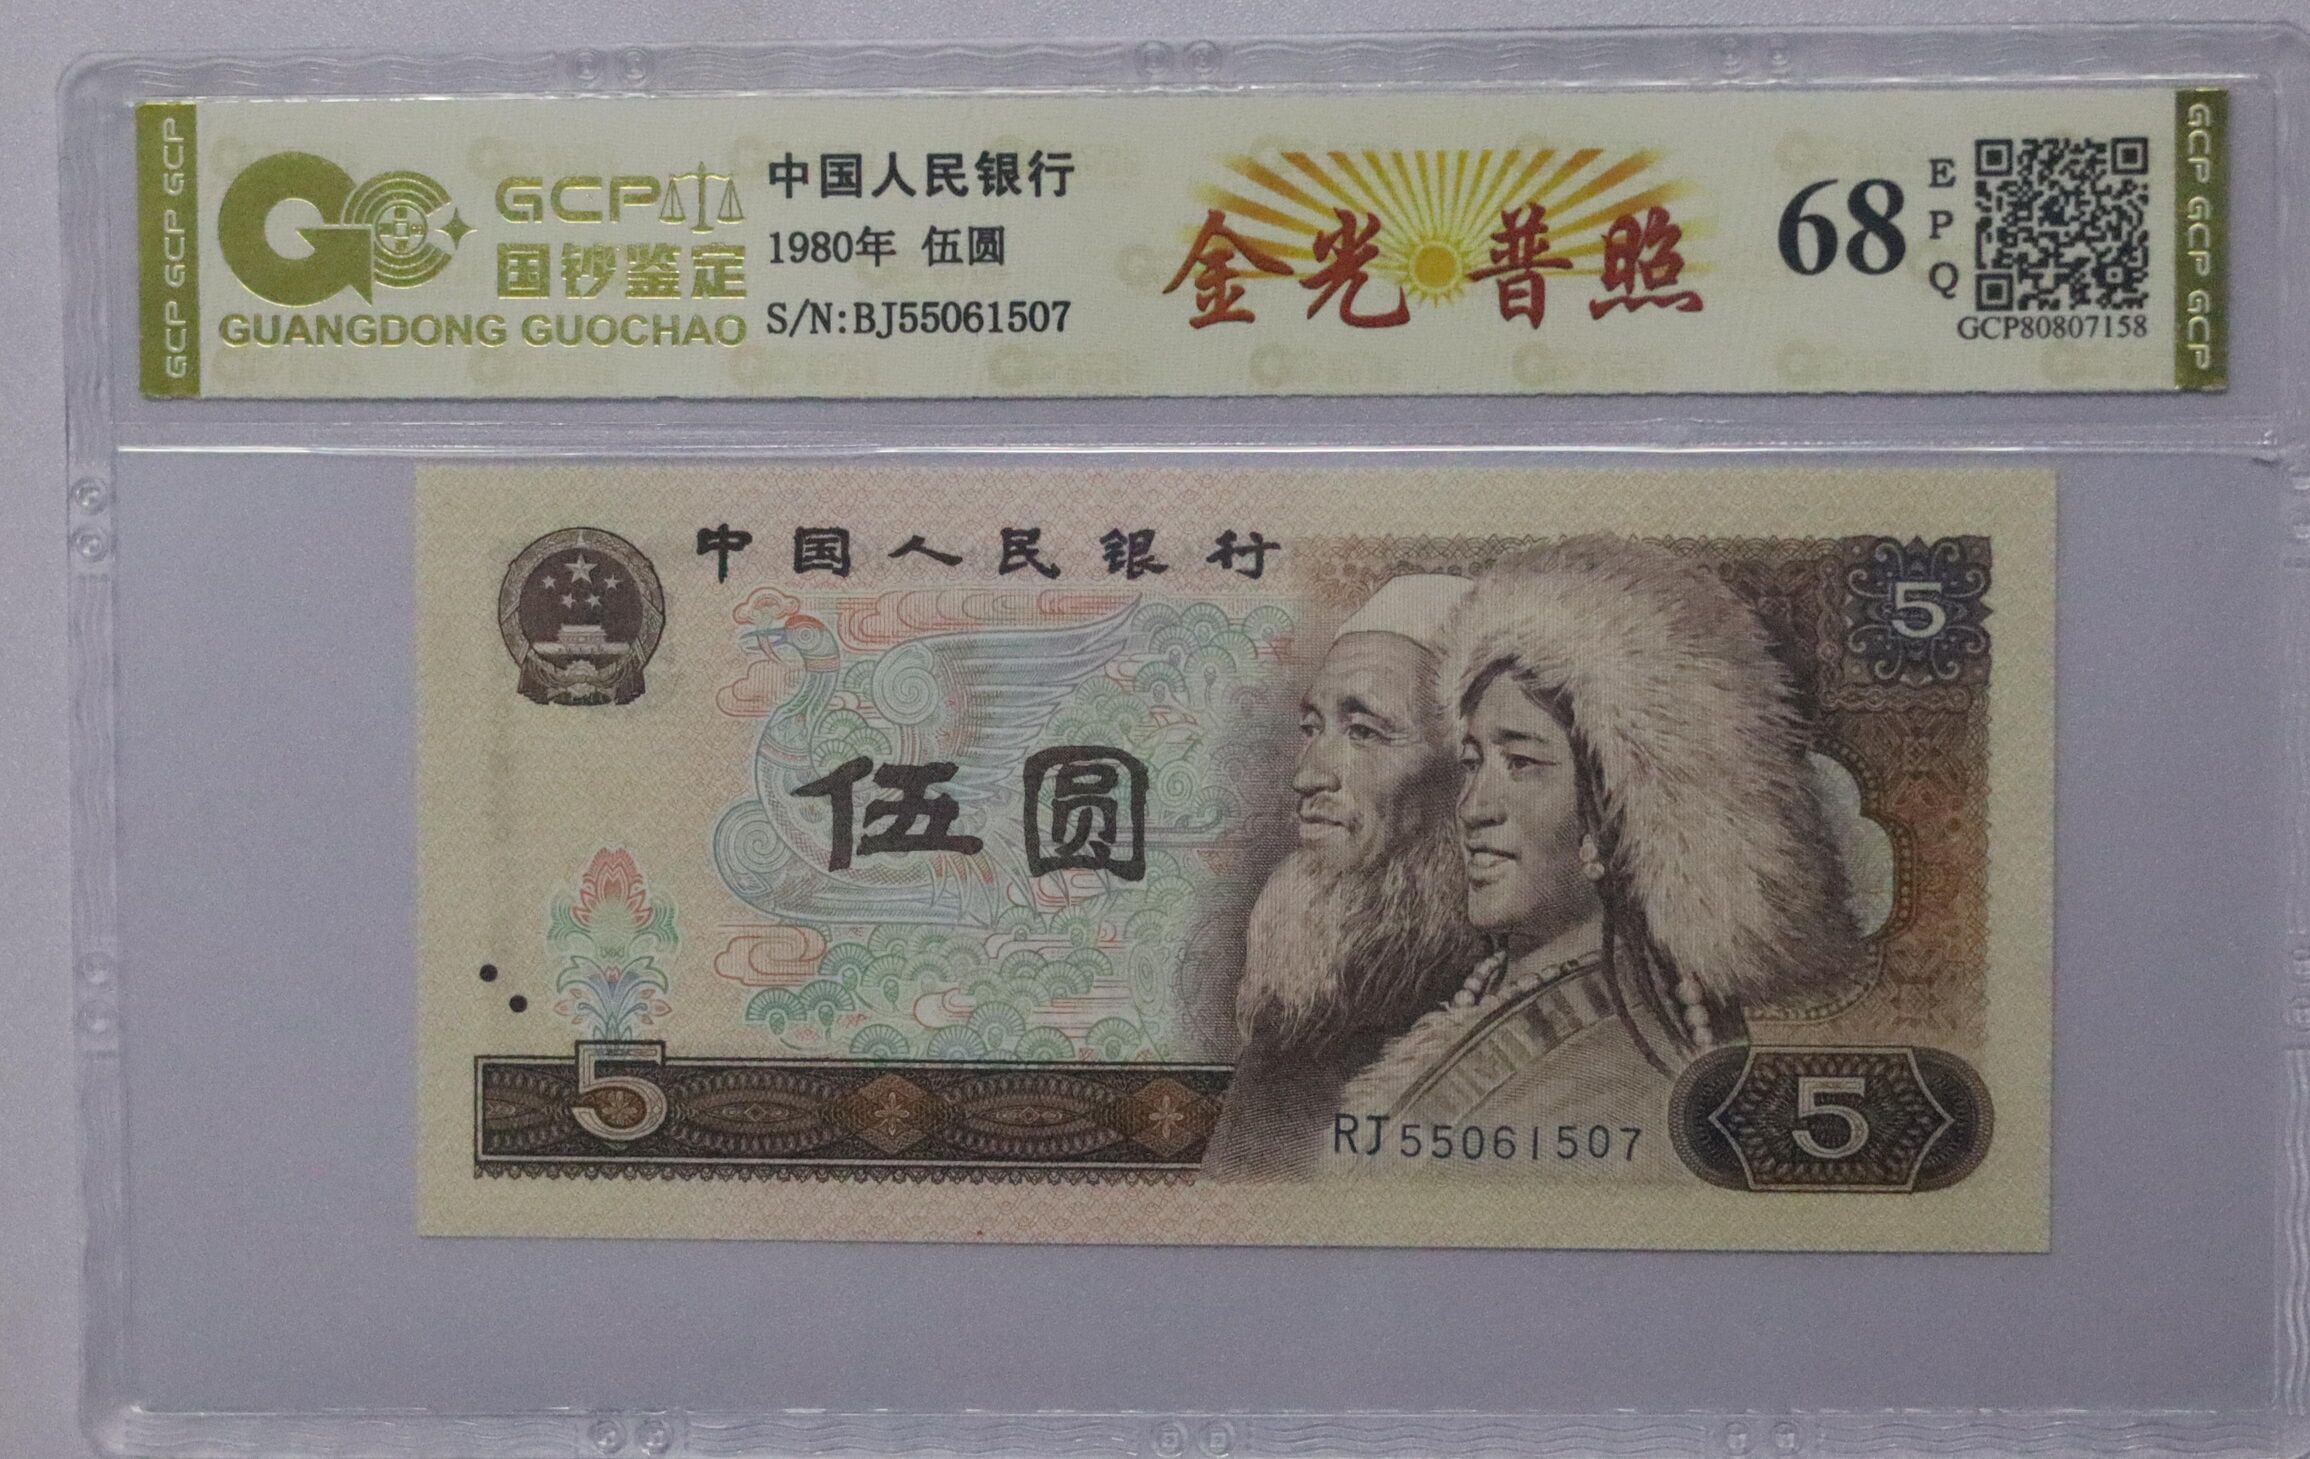 GCP GCP GCP
GCP
国钞鉴定
GUANGDONG GUOCHAO
中国人民银行
1980年 伍圆
S/N:BJ55061507
金光普照
68
EPQ
GCP80807158
GCP GCP GCP
中国人民银行
5
伍圆
5
RJ55061507
5